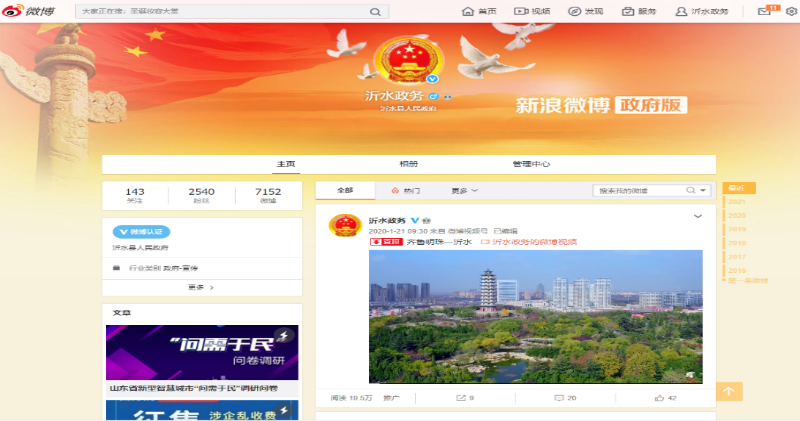 微博
大家正在搜：
首页
视频
发现
服务
沂水政务
11
沂水政务
沂水县人民政府
新浪微博 政府版
主页
相册
管理中心
143
关注
2540
粉丝
7152
微博
微博认证
沂水县人民政府
行业类别 政府-宣传
更多 >
文章
“问需于民”
问卷调研
山东省新型智慧城市“问需于民”调研问卷
征集 涉企乱收费
全部
热门
更多
搜索我的微博
沂水政务
2020-1-21 09:30 来自 微博视频号 已编辑
置顶 齐鲁明珠—沂水 沂水政务的微博视频
阅读 19.5万 推广
9
20
42
最近
2021
2020
2019
2018
2017
2016
第一条微博